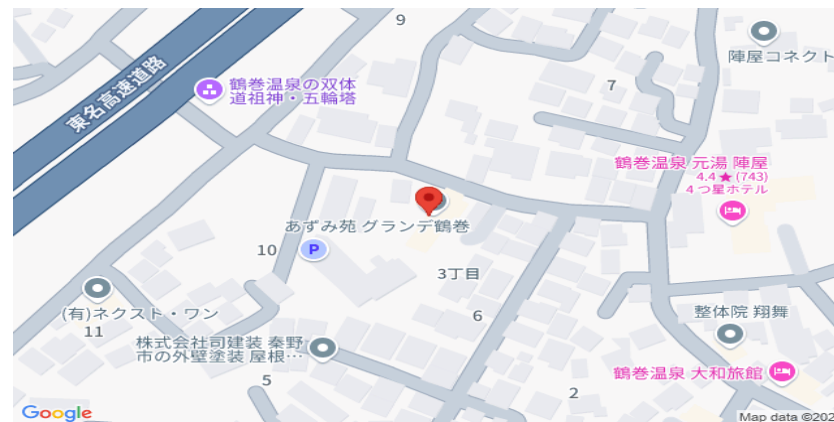 9
陣屋コネクト
東名高速道路
鶴巻温泉の双体
道祖神・五輪塔
7
鶴巻温泉 元湯 陣屋
4.4★(743)
4 つ星ホテル
あずみ苑 グランデ鶴巻
10
P
3丁目
(有)ネクスト・ワン
11
6
整体院 翔舞
株式会社司建装 秦野
市の外壁塗装 屋根…
鶴巻温泉 大和旅館
5
2
Google
Map data ©202